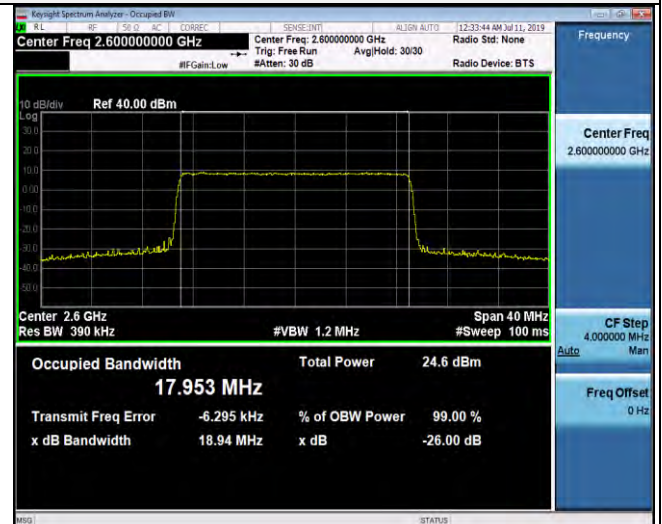 Keysight Spectrum Analyzer - Occupied BW
RL RF 50 Ω AC CORREC SENSE:INT ALIGN AUTO 12:33:44 AM Jul 11, 2019
Center Freq 2.600000000 GHz
Center Freq: 2.600000000 GHz
Radio Std: None
Trig: Free Run Avg|Hold: 30/30
#IFGain:Low
#Atten: 30 dB
Radio Device: BTS
Frequency
10 dB/div Ref 40.00 dBm
Log
30.0
20.0
10.0
0.00
-10.0
-20.0
-30.0
-40.0
-50.0
Center 2.6 GHz
Span 40 MHz
Res BW 390 kHz
#VBW 1.2 MHz
#Sweep 100 ms
Center Freq
2.600000000 GHz
CF Step
4.000000 MHz
Auto Man
Freq Offset
0 Hz
Occupied Bandwidth
17.953 MHz
Total Power 24.6 dBm
Transmit Freq Error -6.295 kHz
% of OBW Power 99.00 %
x dB Bandwidth 18.94 MHz
x dB -26.00 dB
MSG
STATUS